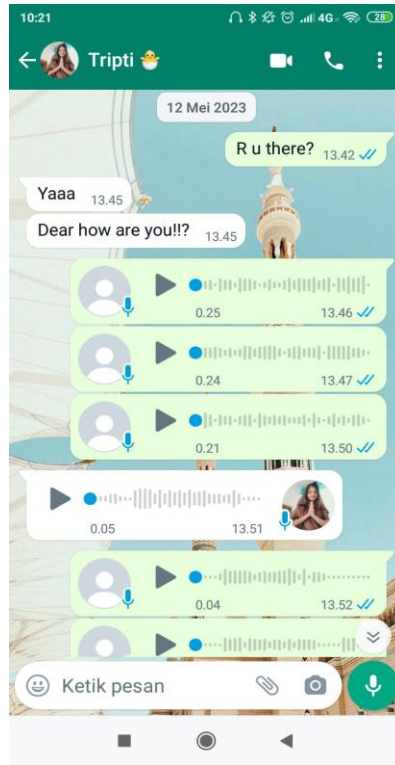 10:21 4G 28
Tripti
12 Mei 2023
R u there? 13.42
Yaaa 13.45
Dear how are you!!? 13.45
0.25 13.46
0.24 13.47
0.21 13.50
0.05 13.51
0.04 13.52
Ketik pesan